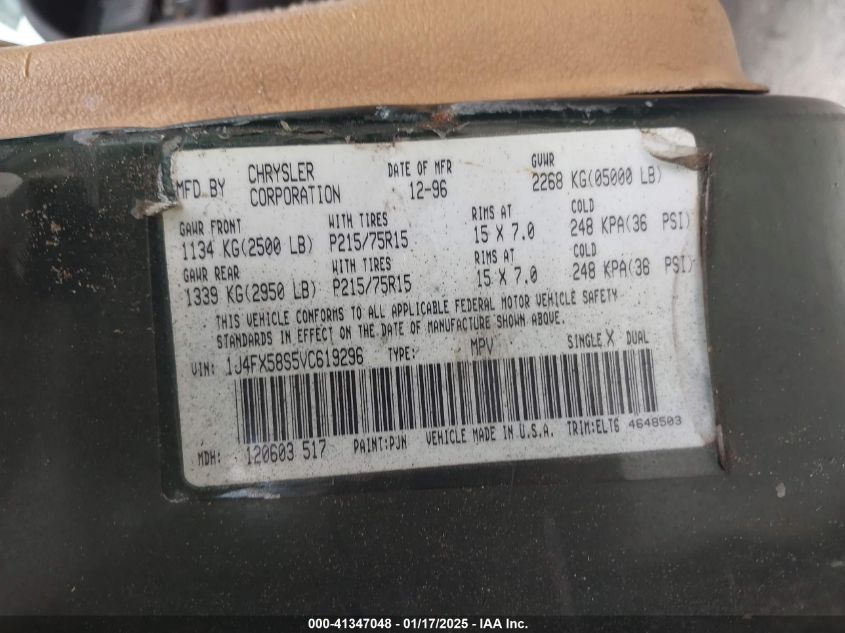 MFD BY CHRYSLER CORPORATION DATE OF MFR 12-96 GVWR 2268 KG(05000 LB)
GAWR FRONT WITH TIRES RIMS AT COLD
1134 KG(2500 LB) P215/75R15 15 X 7.0 248 KPA(36 PSI)
GAWR REAR WITH TIRES RIMS AT COLD
1339 KG(2950 LB) P215/75R15 15 X 7.0 248 KPA(36 PSI)
THIS VEHICLE CONFORMS TO ALL APPLICABLE FEDERAL MOTOR VEHICLE SAFETY
STANDARDS IN EFFECT ON THE DATE OF MANUFACTURE SHOWN ABOVE.
VIN: 1J4FX58S5VC619296 TYPE: MPV SINGLE X DUAL
MDH: 120603 517 PAINT:PJN VEHICLE MADE IN U.S.A. TRIM:ELT6 4648503
000-41347048 - 01/17/2025 - IAA Inc.